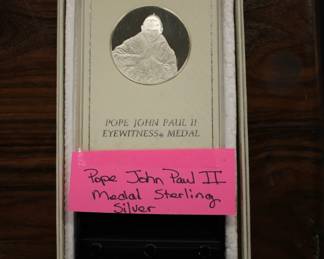 POPE JOHN PAUL II
EYEWITNESS® MEDAL
Pope John Paul II
Medal Sterling
Silver